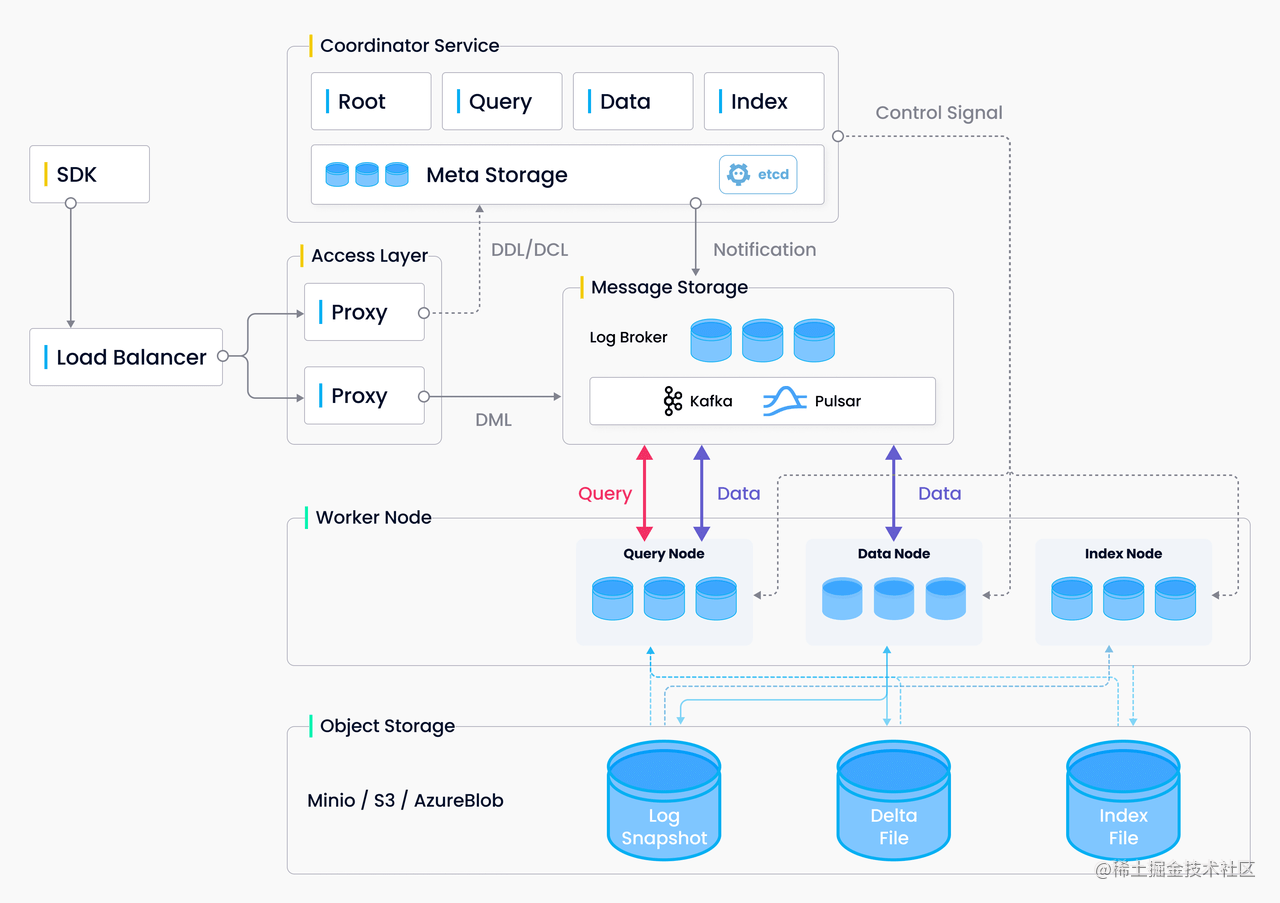 Coordinator Service
Root
Query
Data
Index
Control Signal
SDK
Meta Storage
etcd
Access Layer
DDL/DCL
Notification
Message Storage
Proxy
Log Broker
Load Balancer
Proxy
Kafka
Pulsar
DML
Query
Data
Data
Worker Node
Query Node
Data Node
Index Node
Object Storage
Minio / S3 / AzureBlob
Log
Snapshot
Delta
File
Index
File
@稀土掘金技术社区